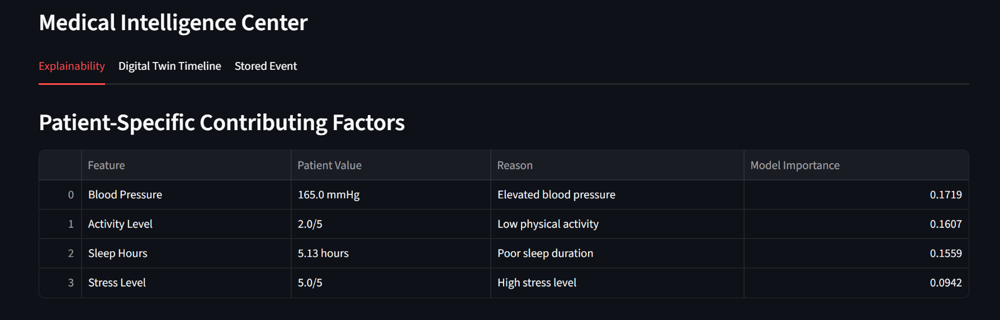 Medical Intelligence Center
Explainability Digital Twin Timeline Stored Event
Patient-Specific Contributing Factors
Feature Patient Value Reason Model Importance
0 Blood Pressure 165.0 mmHg Elevated blood pressure 0.1719
1 Activity Level 2.0/5 Low physical activity 0.1607
2 Sleep Hours 5.13 hours Poor sleep duration 0.1559
3 Stress Level 5.0/5 High stress level 0.0942